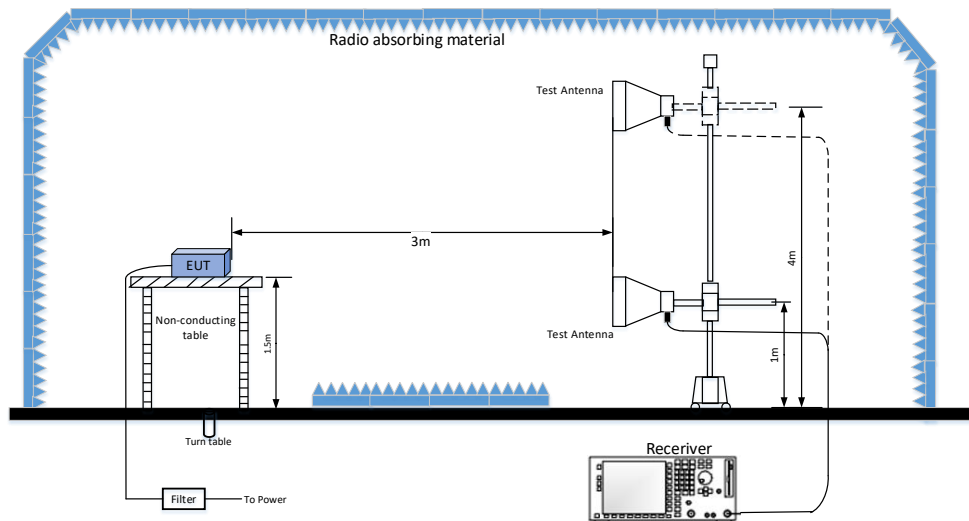 Radio absorbing material
Test Antenna
3m
4m
EUT
Non-conducting
table
1.5m
Test Antenna
1m
Turn table
Receriver
Filter
To Power